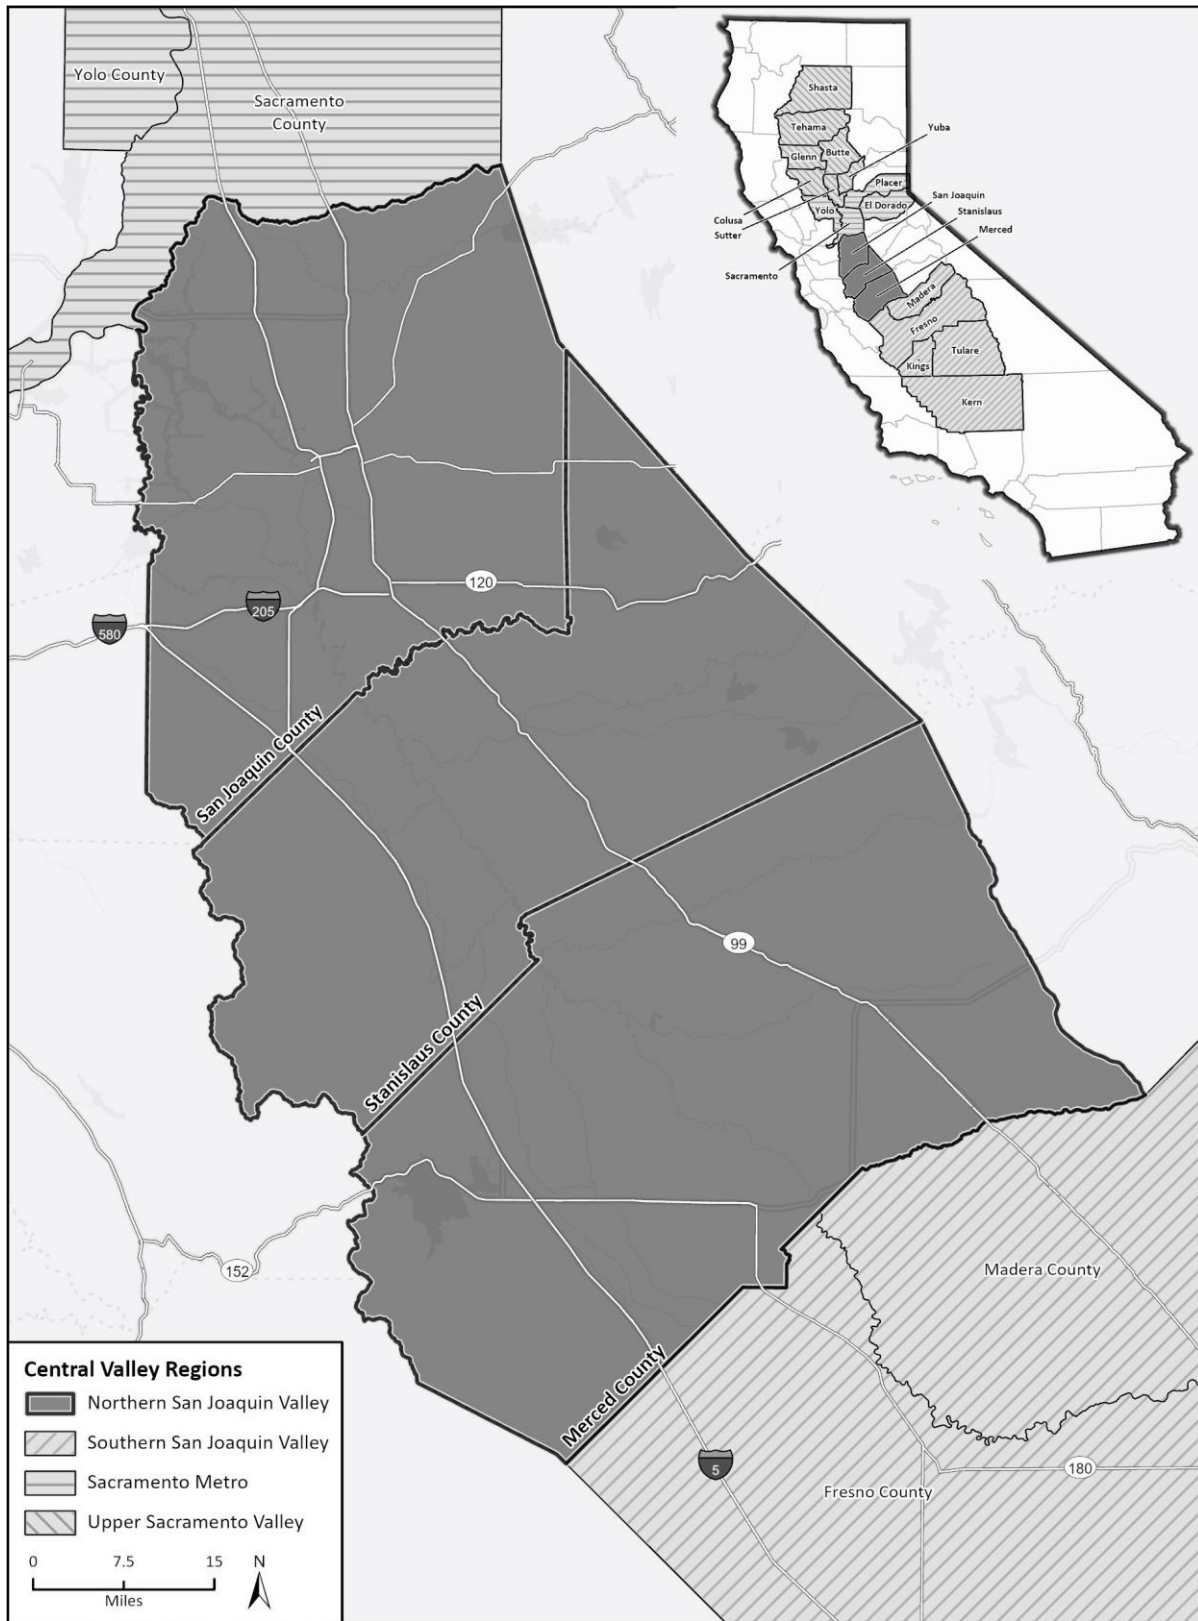 Yolo County
Sacramento
County
Shasta
Tehama
Yuba
Glenn
Butte
Placer
San Joaquin
Colusa
Yolo
El Dorado
Stanislaus
Sutter
Merced
Sacramento
Madera
Fresno
Tulare
Kings
Kern
120
205
580
San Joaquin County
99
Stanislaus County
152
Madera County
Merced County
5
180
Fresno County
Central Valley Regions
Northern San Joaquin Valley
Southern San Joaquin Valley
Sacramento Metro
Upper Sacramento Valley
0 7.5 15
Miles
N